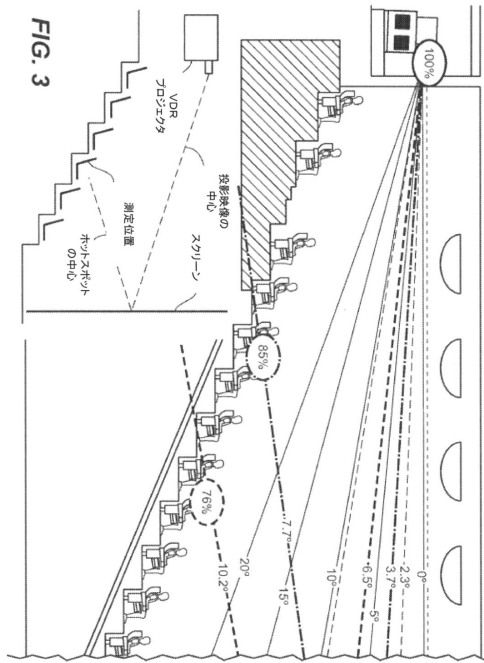 FIG. 3
VDR
プロジェクタ
投影映像の
中心
スクリーン
測定位置
ホットスポット
の中心
100%
85%
76%
0°
2.3°
3.7°
5°
6.5°
10°
7.7°
15°
20°
10.2°